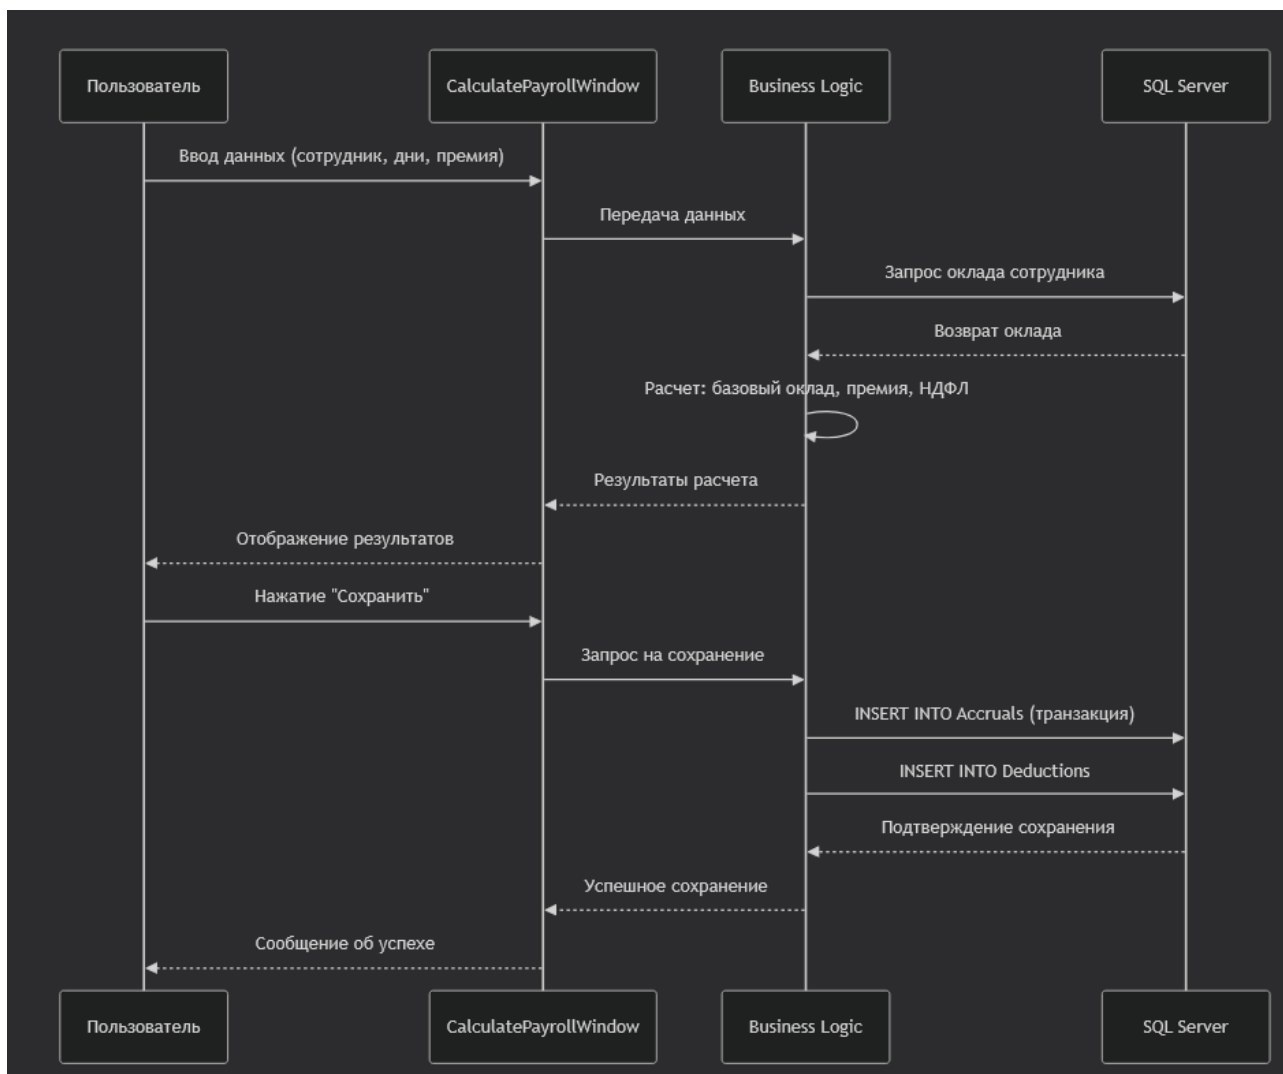 Пользователь
CalculatePayrollWindow
Business Logic
SQL Server
Ввод данных (сотрудник, дни, премия)
Передача данных
Запрос оклада сотрудника
Возврат оклада
Расчет: базовый оклад, премия, НДФЛ
Результаты расчета
Отображение результатов
Нажатие "Сохранить"
Запрос на сохранение
INSERT INTO Accruals (транзакция)
INSERT INTO Deductions
Подтверждение сохранения
Успешное сохранение
Сообщение об успехе
Пользователь
CalculatePayrollWindow
Business Logic
SQL Server